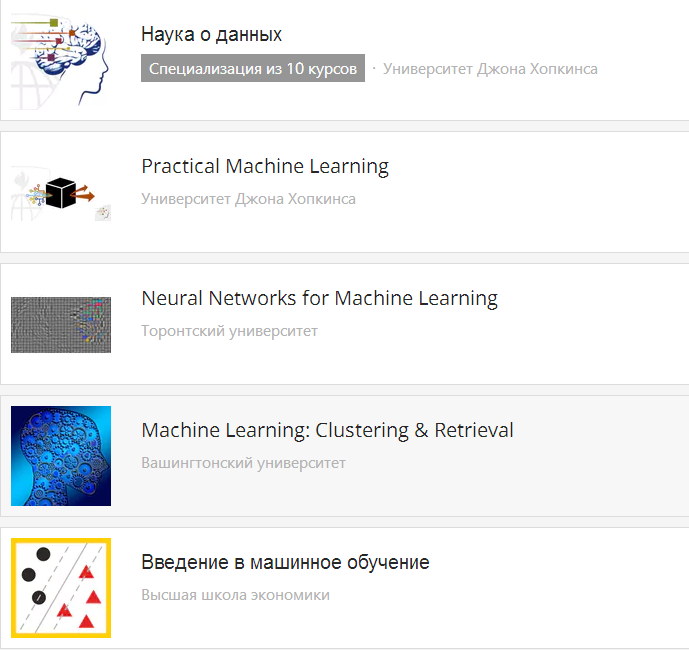 Наука о данных
Специализация из 10 курсов · Университет Джона Хопкинса
Practical Machine Learning
Университет Джона Хопкинса
Neural Networks for Machine Learning
Торонтский университет
Machine Learning: Clustering & Retrieval
Вашингтонский университет
Введение в машинное обучение
Высшая школа экономики